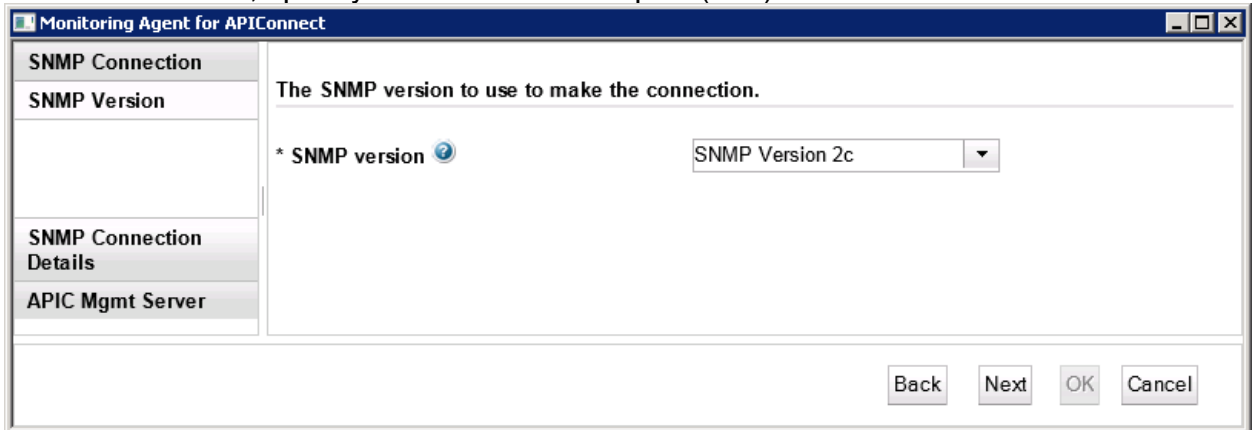 Monitoring Agent for APIConnect
SNMP Connection
SNMP Version
The SNMP version to use to make the connection.
* SNMP version
SNMP Version 2c
SNMP Connection
Details
APIC Mgmt Server
Back Next OK Cancel